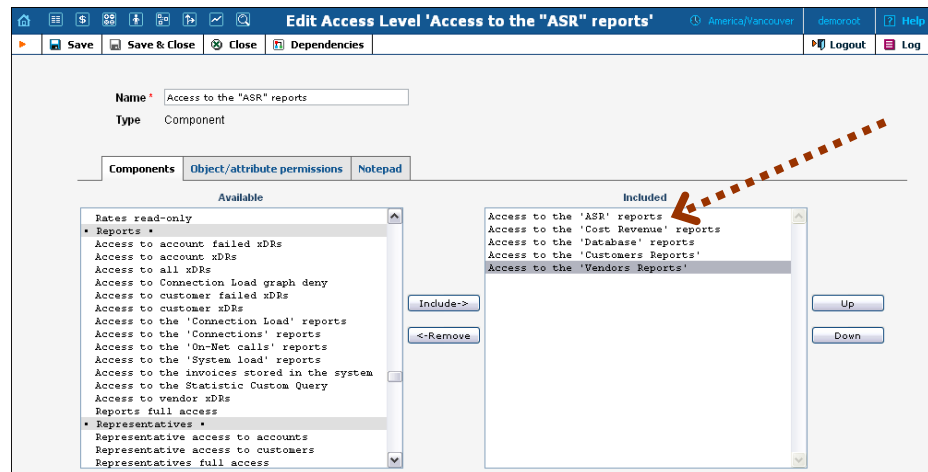 Edit Access Level 'Access to the "ASR" reports'
America/Vancouver
demoroot
? Help
Save
Save & Close
Close
Dependencies
Logout
Log
Name * Access to the "ASR" reports
Type Component
Components
Object/attribute permissions
Notepad
Available
Rates read-only
• Reports •
Access to account failed xDRs
Access to account xDRs
Access to all xDRs
Access to Connection Load graph deny
Access to customer failed xDRs
Access to customer xDRs
Access to the 'Connection Load' reports
Access to the 'Connections' reports
Access to the 'On-Net calls' reports
Access to the 'System load' reports
Access to the invoices stored in the system
Access to the Statistic Custom Query
Access to vendor xDRs
Reports full access
• Representatives •
Representative access to accounts
Representative access to customers
Representatives full access
Include->
<-Remove
Included
Access to the 'ASR' reports
Access to the 'Cost Revenue' reports
Access to the 'Database' reports
Access to the 'Customers Reports'
Access to the 'Vendors Reports'
Up
Down